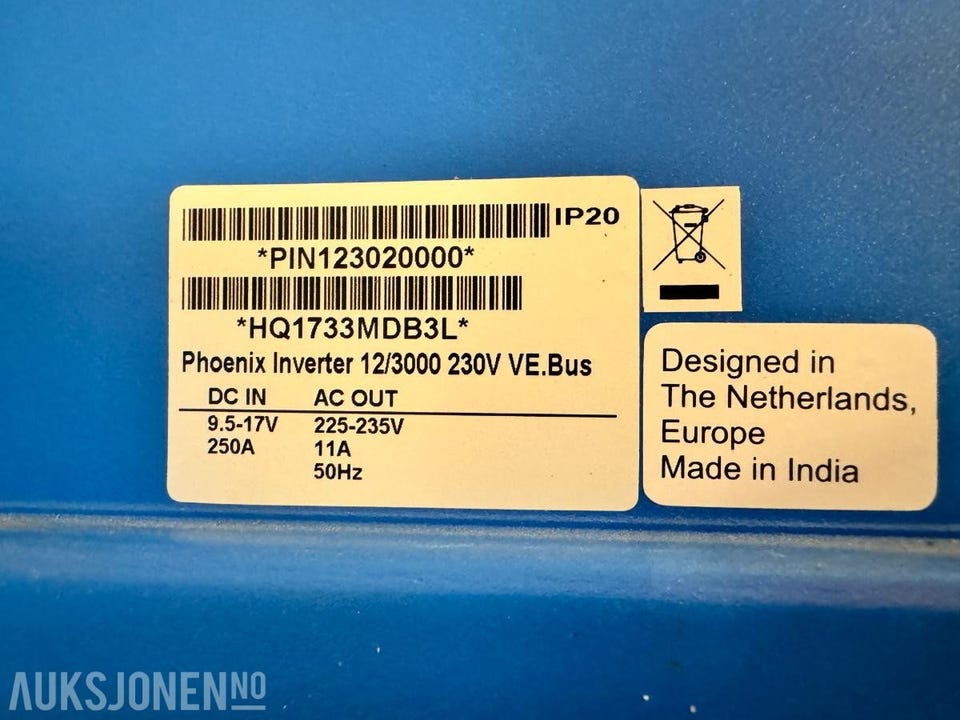 IP20
*PIN123020000*
*HQ1733MDB3L*
Phoenix Inverter 12/3000 230V VE.Bus
DC IN AC OUT
9.5-17V 225-235V
250A 11A
50Hz
Designed in
The Netherlands,
Europe
Made in India
AUKSJONEN NO